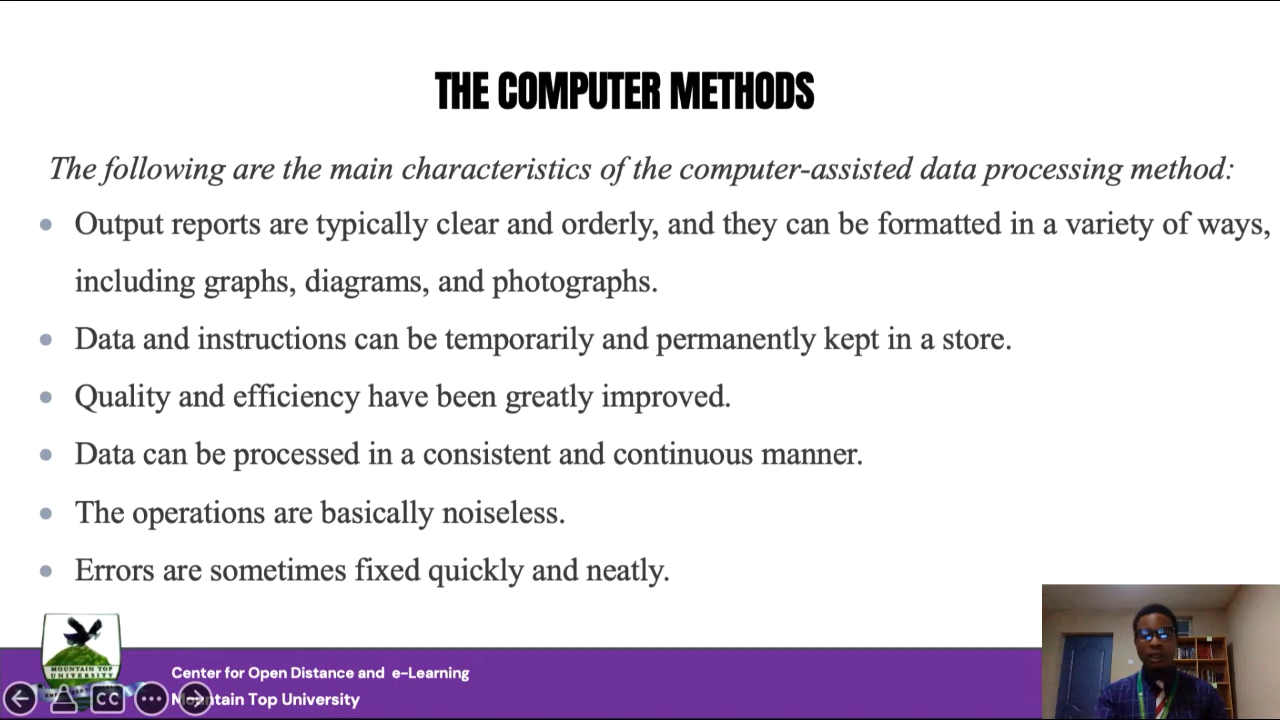 THE COMPUTER METHODS
The following are the main characteristics of the computer-assisted data processing method:
Output reports are typically clear and orderly, and they can be formatted in a variety of ways,
including graphs, diagrams, and photographs.
Data and instructions can be temporarily and permanently kept in a store.
Quality and efficiency have been greatly improved.
Data can be processed in a consistent and continuous manner.
The operations are basically noiseless.
Errors are sometimes fixed quickly and neatly.
MOUNTAIN TOP
UNIVERSITY
Center for Open Distance and e-Learning
Mountain Top University
CC